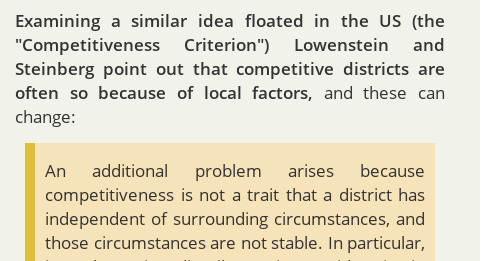 Examining a similar idea floated in the US (the
"Competitiveness Criterion") Lowenstein and
Steinberg point out that competitive districts are
often so because of local factors, and these can
change:
An additional problem arises because
competitiveness is not a trait that a district has
independent of surrounding circumstances, and
those circumstances are not stable. In particular,